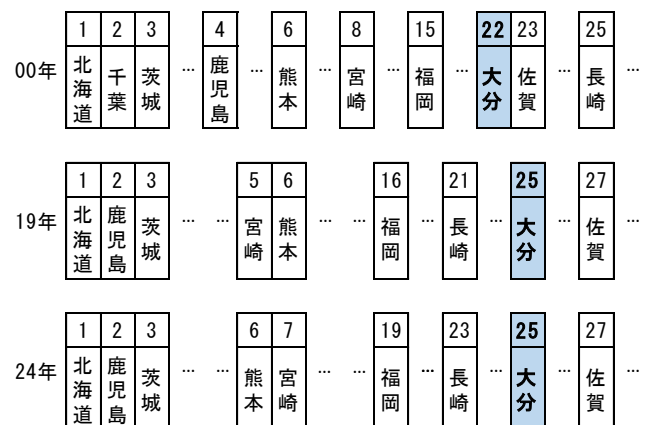 1 2 3 4 6 8 15 22 23 25
00年 北海道 千葉 茨城 … 鹿児島 … 熊本 … 宮崎 … 福岡 … 大分 佐賀 … 長崎 …
1 2 3 5 6 16 21 25 27
19年 北海道 鹿児島 茨城 … … 宮崎 熊本 … … 福岡 … 長崎 … 大分 … 佐賀 …
1 2 3 6 7 19 23 25 27
24年 北海道 鹿児島 茨城 … … 熊本 宮崎 … … 福岡 … 長崎 … 大分 … 佐賀 …